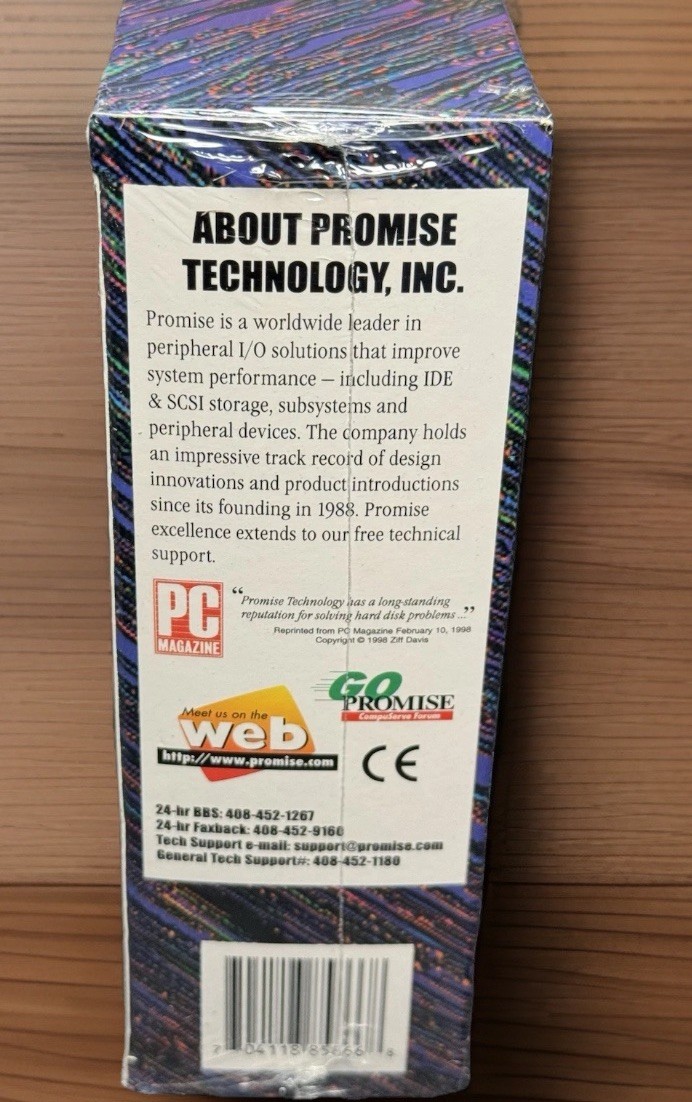 ABOUT PROMISE
TECHNOLOGY, INC.
Promise is a worldwide leader in
peripheral I/O solutions that improve
system performance – including IDE
& SCSI storage, subsystems and
peripheral devices. The company holds
an impressive track record of design
innovations and product introductions
since its founding in 1988. Promise
excellence extends to our free technical
support.
PC
MAGAZINE
“Promise Technology has a long-standing
reputation for solving hard disk problems ...”
Reprinted from PC Magazine February 10, 1998
Copyright © 1998 Ziff Davis
GO
PROMISE
CompuServe Forum
Meet us on the
web
http://www.promise.com
CE
24-hr BBS: 408-452-1267
24-hr Faxback: 408-452-9160
Tech Support e-mail: support@promise.com
General Tech Support#: 408-452-1180